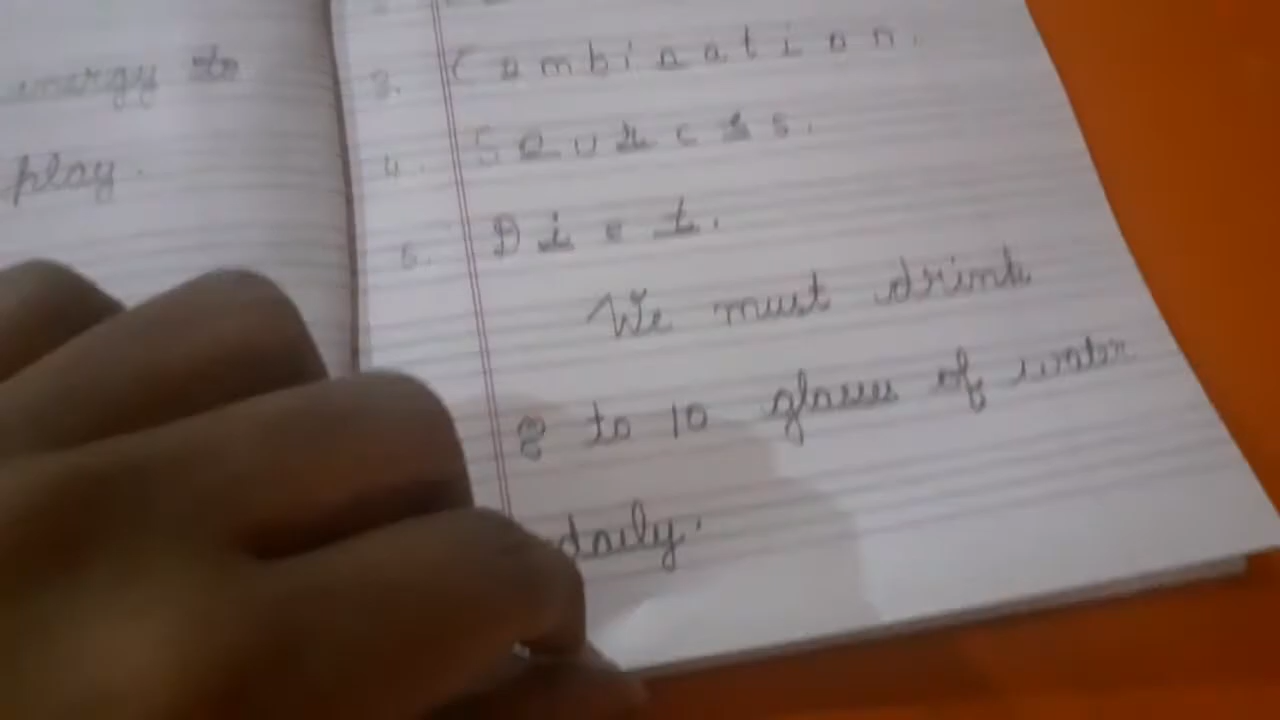 energy to
play.
3. Combination.
4. Sources.
5. Diet.
We must drink
8 to 10 glasses of water
daily.